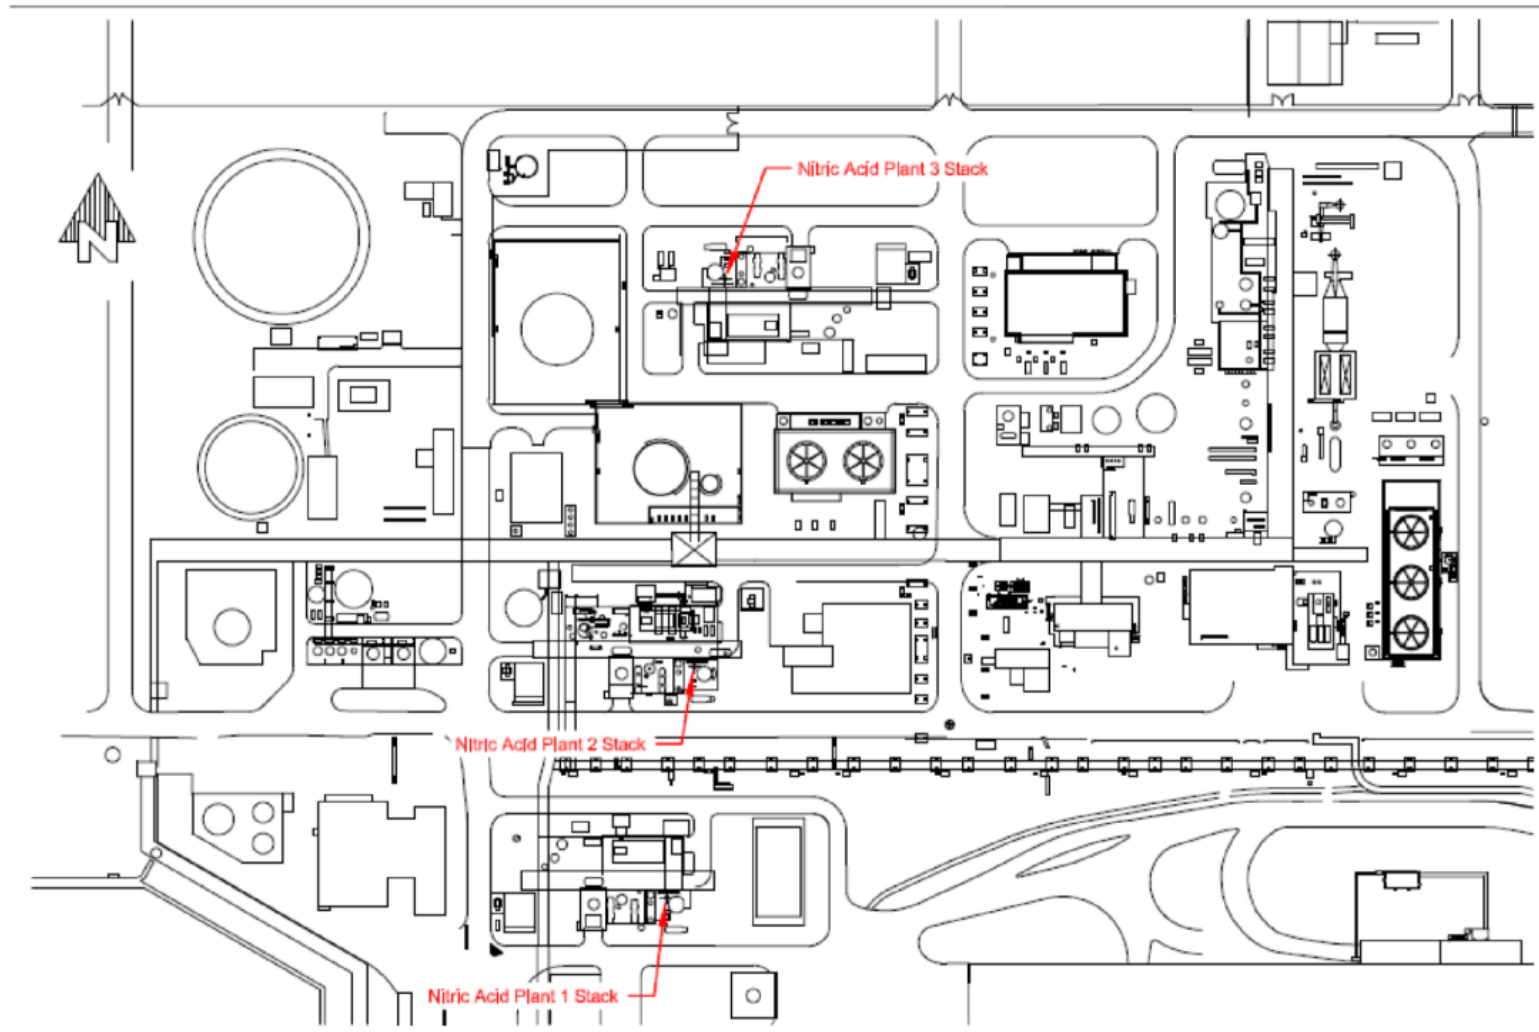 Nitric Acid Plant 3 Stack
N
Nitric Acid Plant 2 Stack
Nitric Acid Plant 1 Stack